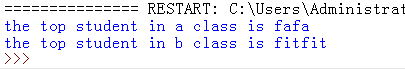 =============== RESTART: C:\Users\Administrat
the top student in a class is fafa
the top student in b class is fitfit
>>>